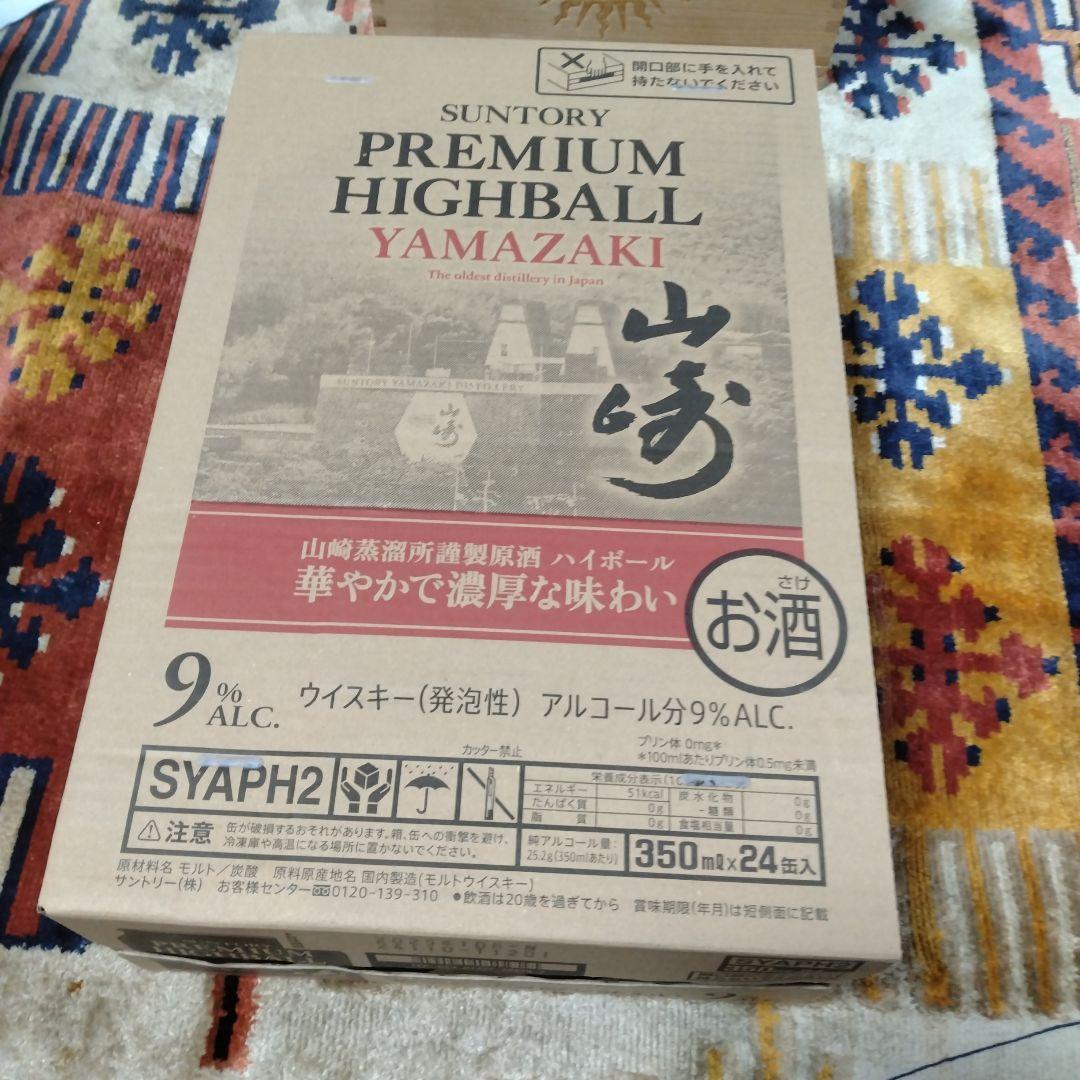 開口部に手を入れて
持たないでください
SUNTORY
PREMIUM
HIGHBALL
YAMAZAKI
The oldest distillery in Japan
山崎
SUNTORY YAMAZAKI DISTILLERY
山崎
山崎蒸溜所謹製原酒 ハイボール
華やかで濃厚な味わい
さけ
お酒
9%
ALC.
ウイスキー(発泡性) アルコール分9%ALC.
プリン体 0mg*
*100mlあたりプリン体0.5mg未満
カッター禁止
SYAPH2
栄養成分表示(10
エネルギー 51kcal 炭水化物 0g
たんぱく質 0g -糖類 0g
脂質 0g 食塩相当量 0g
注意 缶が破損するおそれがあります。箱、缶への衝撃を避け、
冷凍庫や高温になる場所に置かないでください。
純アルコール量:
25.2g(350mlあたり)
350ml×24缶入
原材料名 モルト/炭酸 原料原産地名 国内製造(モルトウイスキー)
サントリー(株) お客様センター 0120-139-310 ●飲酒は20歳を過ぎてから 賞味期限(年月)は短側面に記載
PREMIUM
SYAPH2
350
9